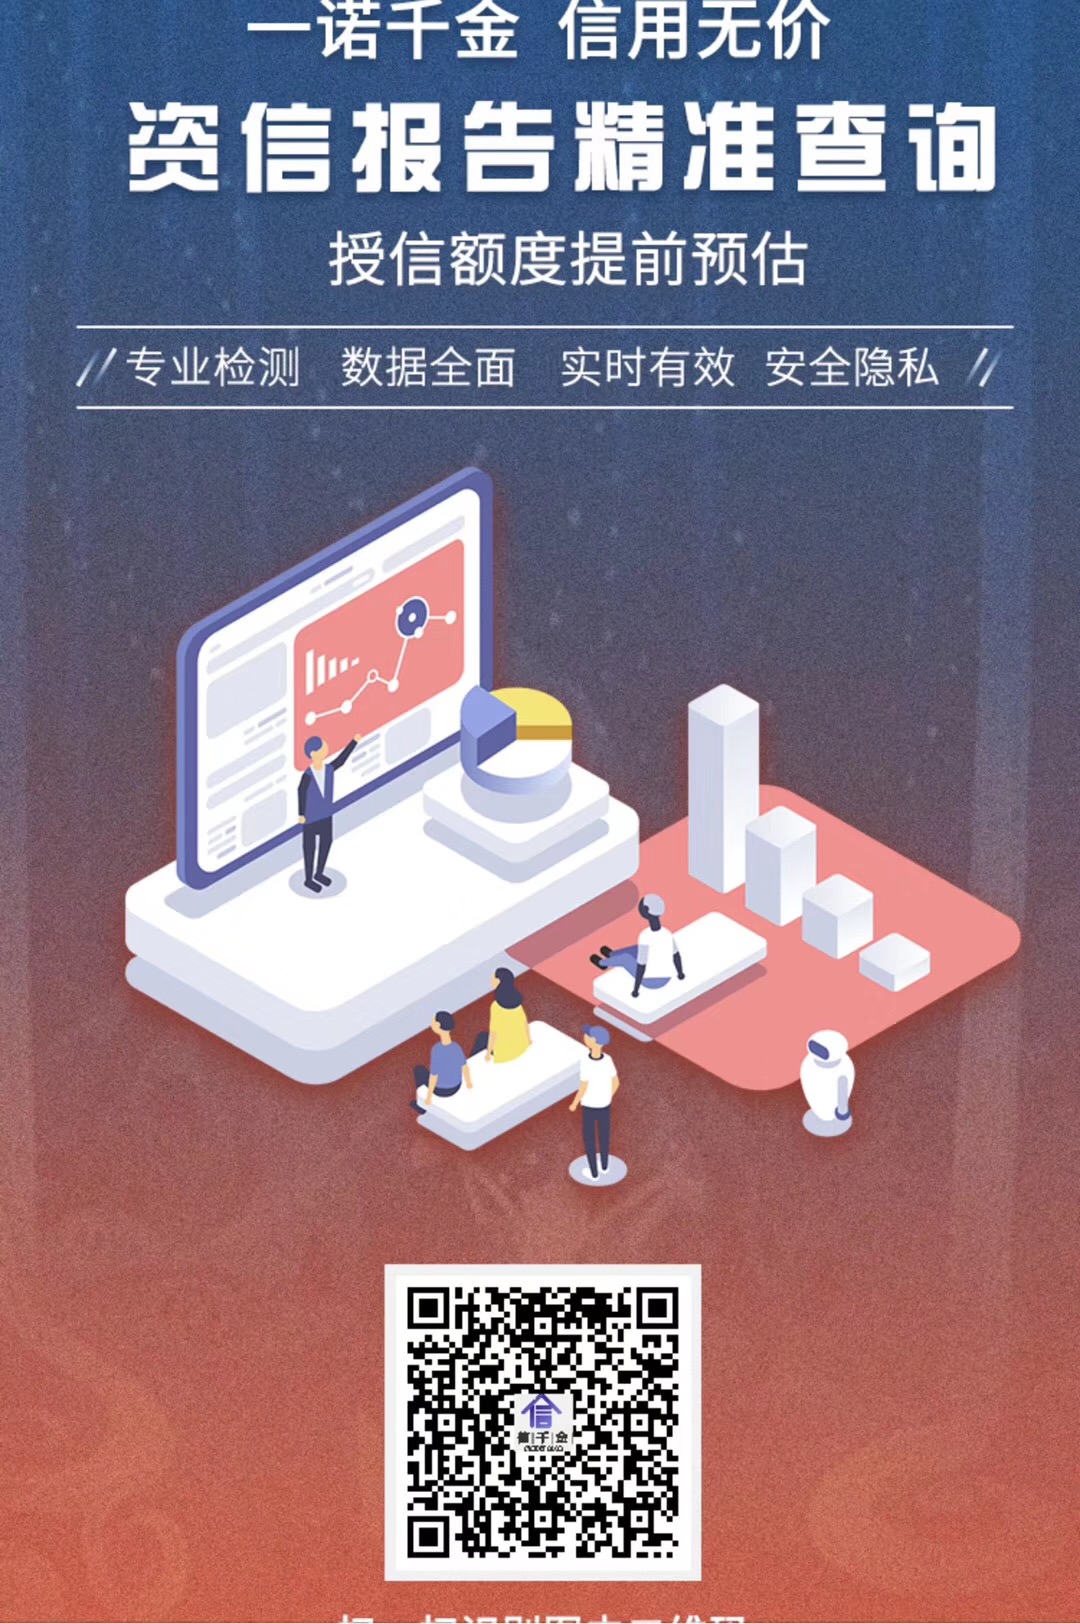 一诺千金 信用无价
资信报告精准查询
授信额度提前预估
专业检测 数据全面 实时有效 安全隐私
信
信千金